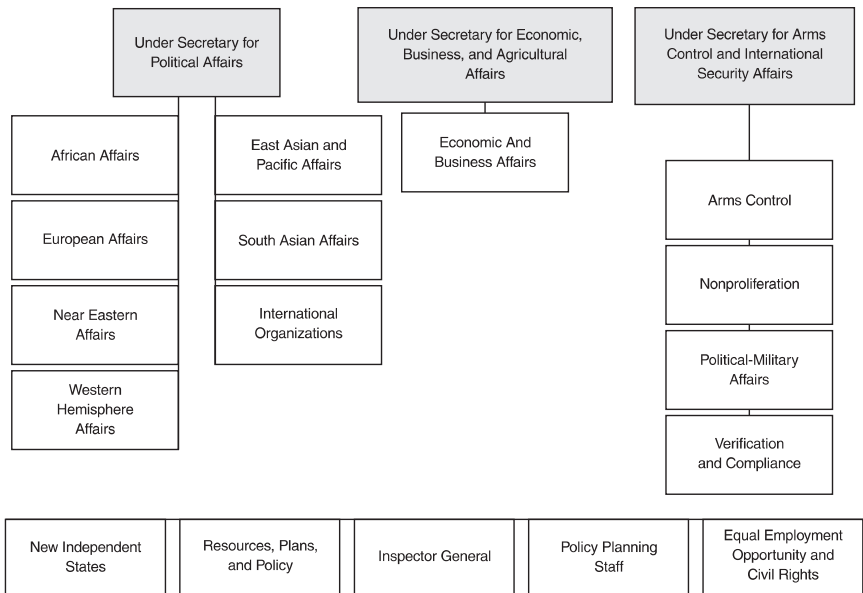 Under Secretary for
Political Affairs
Under Secretary for Economic,
Business, and Agricultural
Affairs
Under Secretary for Arms
Control and International
Security Affairs
African Affairs
East Asian and
Pacific Affairs
Economic And
Business Affairs
Arms Control
European Affairs
South Asian Affairs
Nonproliferation
Near Eastern
Affairs
International
Organizations
Political-Military
Affairs
Western
Hemisphere
Affairs
Verification
and Compliance
New Independent
States
Resources, Plans,
and Policy
Inspector General
Policy Planning
Staff
Equal Employment
Opportunity and
Civil Rights